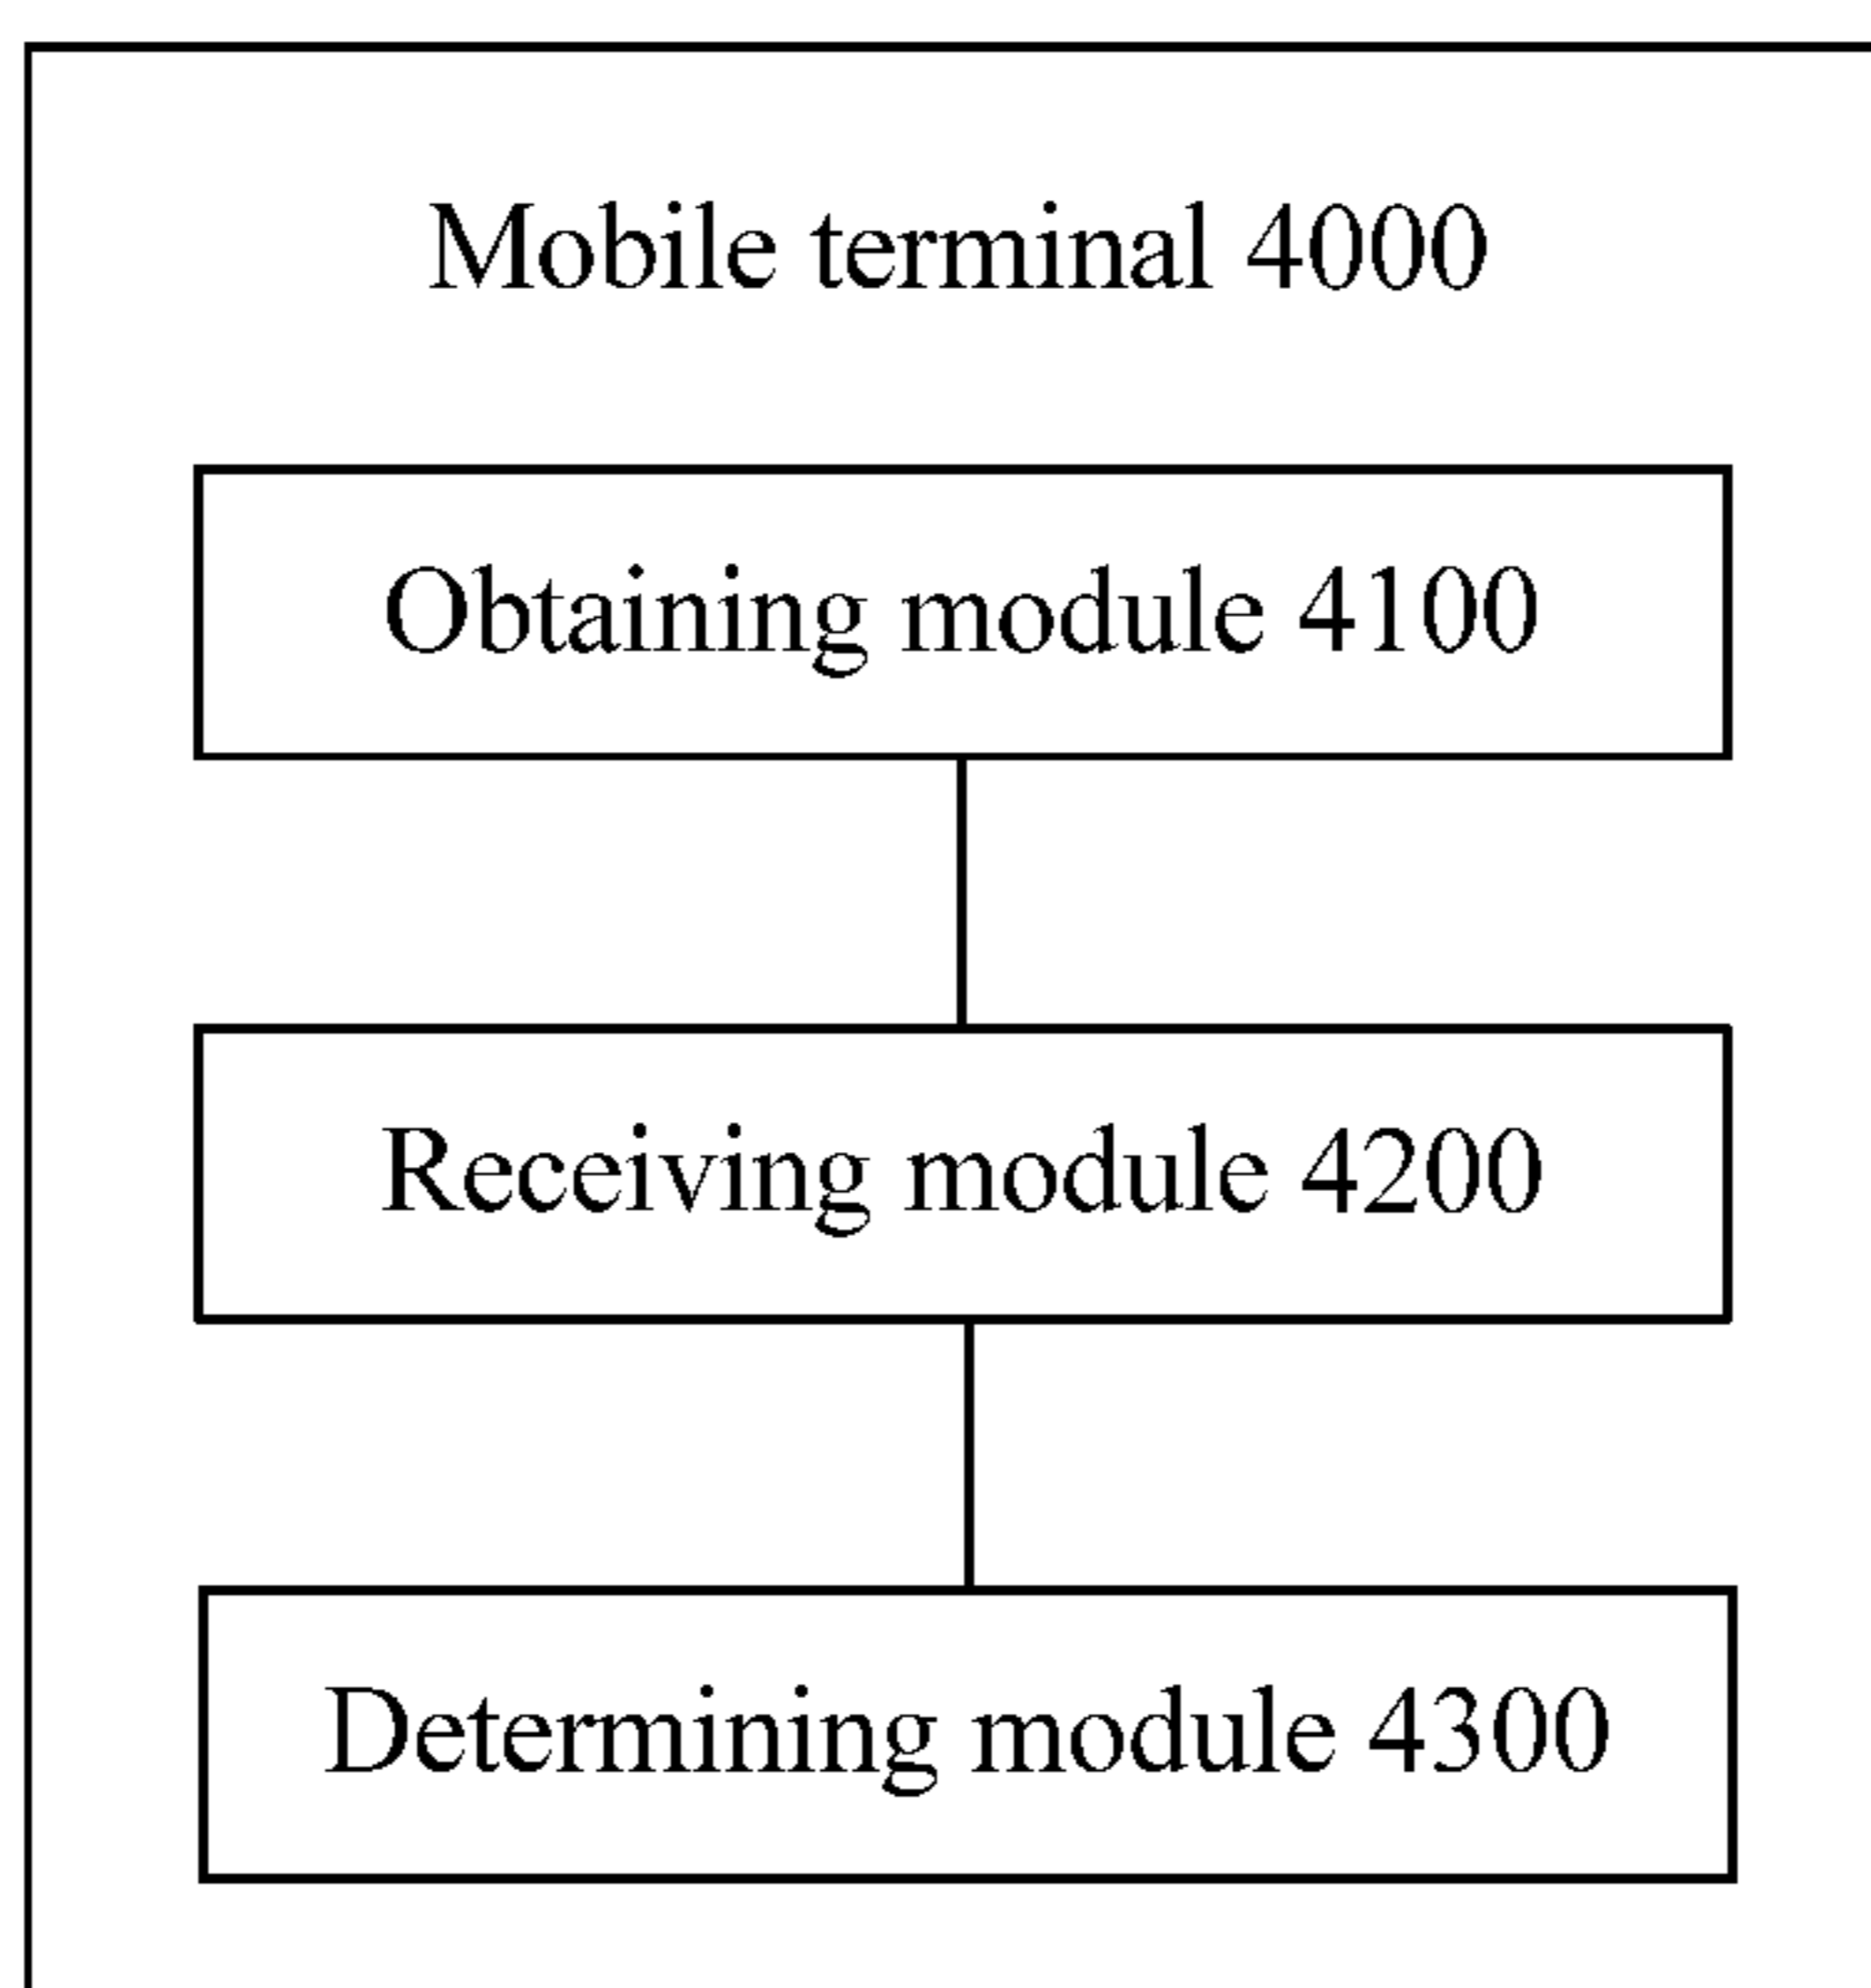 Mobile terminal 4000
Obtaining module 4100
Receiving module 4200
Determining module 4300